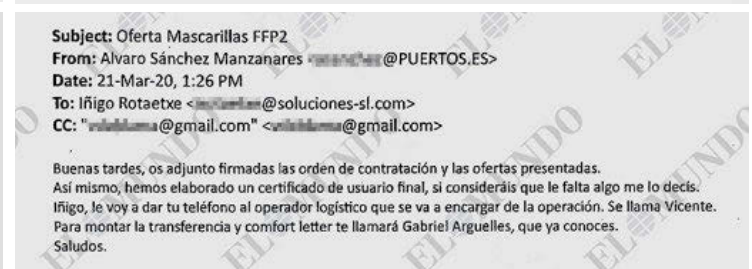 Subject: Oferta Mascarillas FFP2
From: Alvaro Sánchez Manzanares @PUERTOS.ES>
Date: 21-Mar-20, 1:26 PM
To: Iñigo Rotaetxe < @soluciones-sl.com>
CC: " @gmail.com" < @gmail.com>
Buenas tardes, os adjunto firmadas las orden de contratación y las ofertas presentadas.
Así mismo, hemos elaborado un certificado de usuario final, si consideráis que le falta algo me lo decís.
Iñigo, le voy a dar tu teléfono al operador logístico que se va a encargar de la operación. Se llama Vicente.
Para montar la transferencia y comfort letter te llamará Gabriel Arguelles, que ya conoces.
Saludos.
EL MUNDO